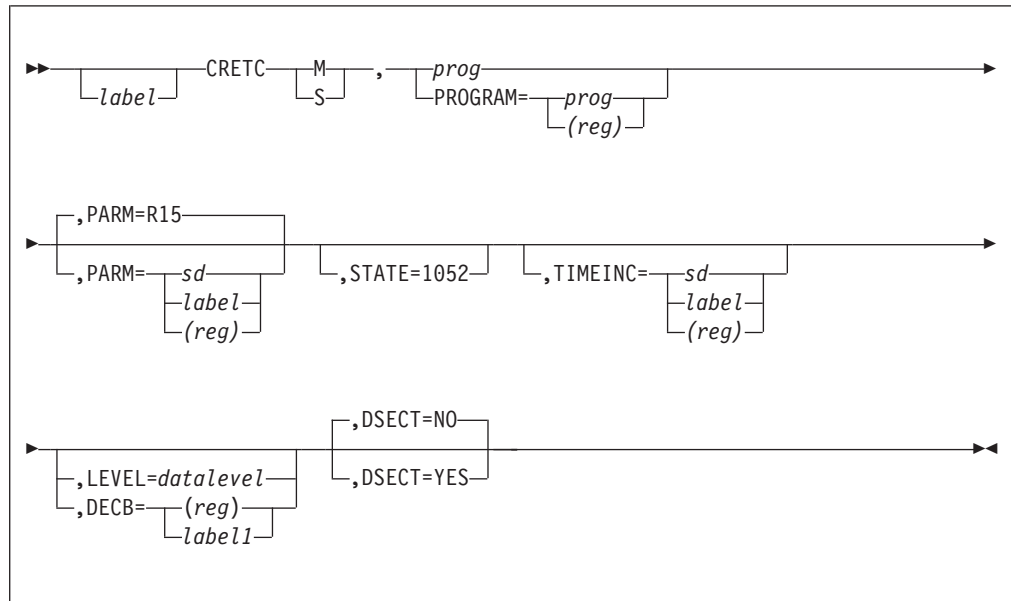 CRETC M , prog
label S PROGRAM= prog
(reg)
,PARM=R15
,PARM= sd ,STATE=1052 ,TIMEINC= sd
label label
(reg) (reg)
,DSECT=NO
,LEVEL=datalevel ,DSECT=YES
,DECB= (reg)
label1